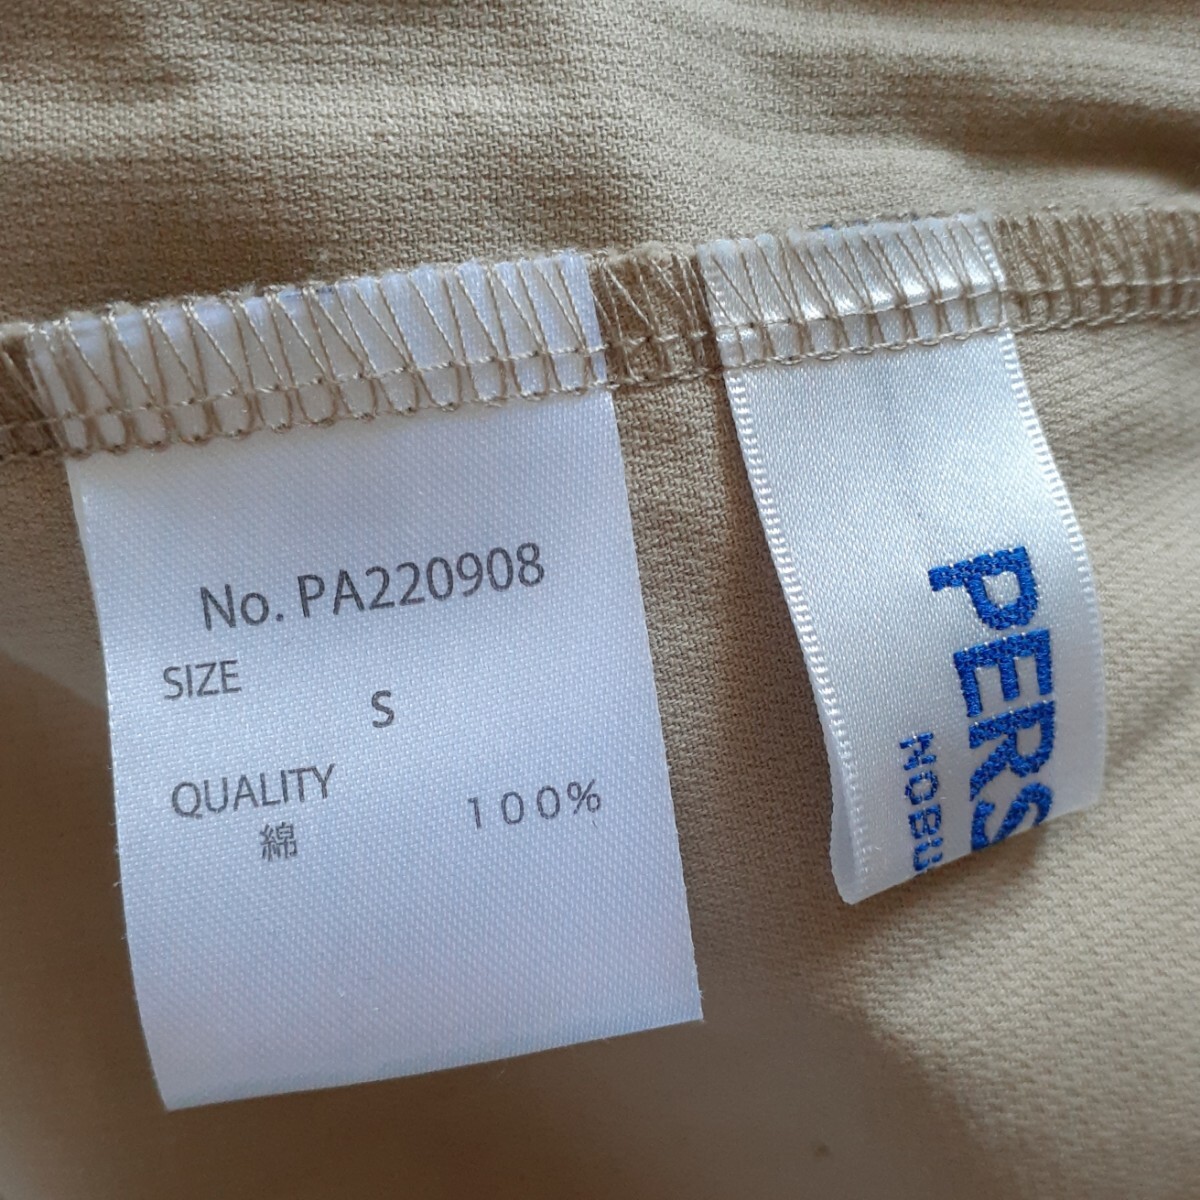 No. PA220908
SIZE
S
QUALITY
綿 100%
PERS
NOBU